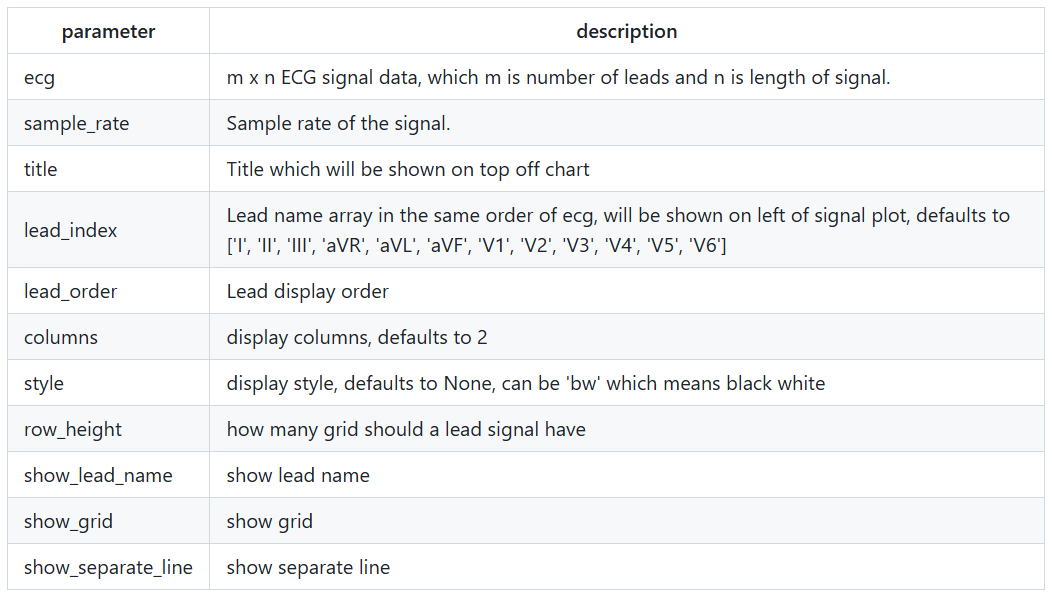 parameter description
ecg m x n ECG signal data, which m is number of leads and n is length of signal.
sample_rate Sample rate of the signal.
title Title which will be shown on top off chart
lead_index Lead name array in the same order of ecg, will be shown on left of signal plot, defaults to
['I', 'II', 'III', 'aVR', 'aVL', 'aVF', 'V1', 'V2', 'V3', 'V4', 'V5', 'V6']
lead_order Lead display order
columns display columns, defaults to 2
style display style, defaults to None, can be 'bw' which means black white
row_height how many grid should a lead signal have
show_lead_name show lead name
show_grid show grid
show_separate_line show separate line